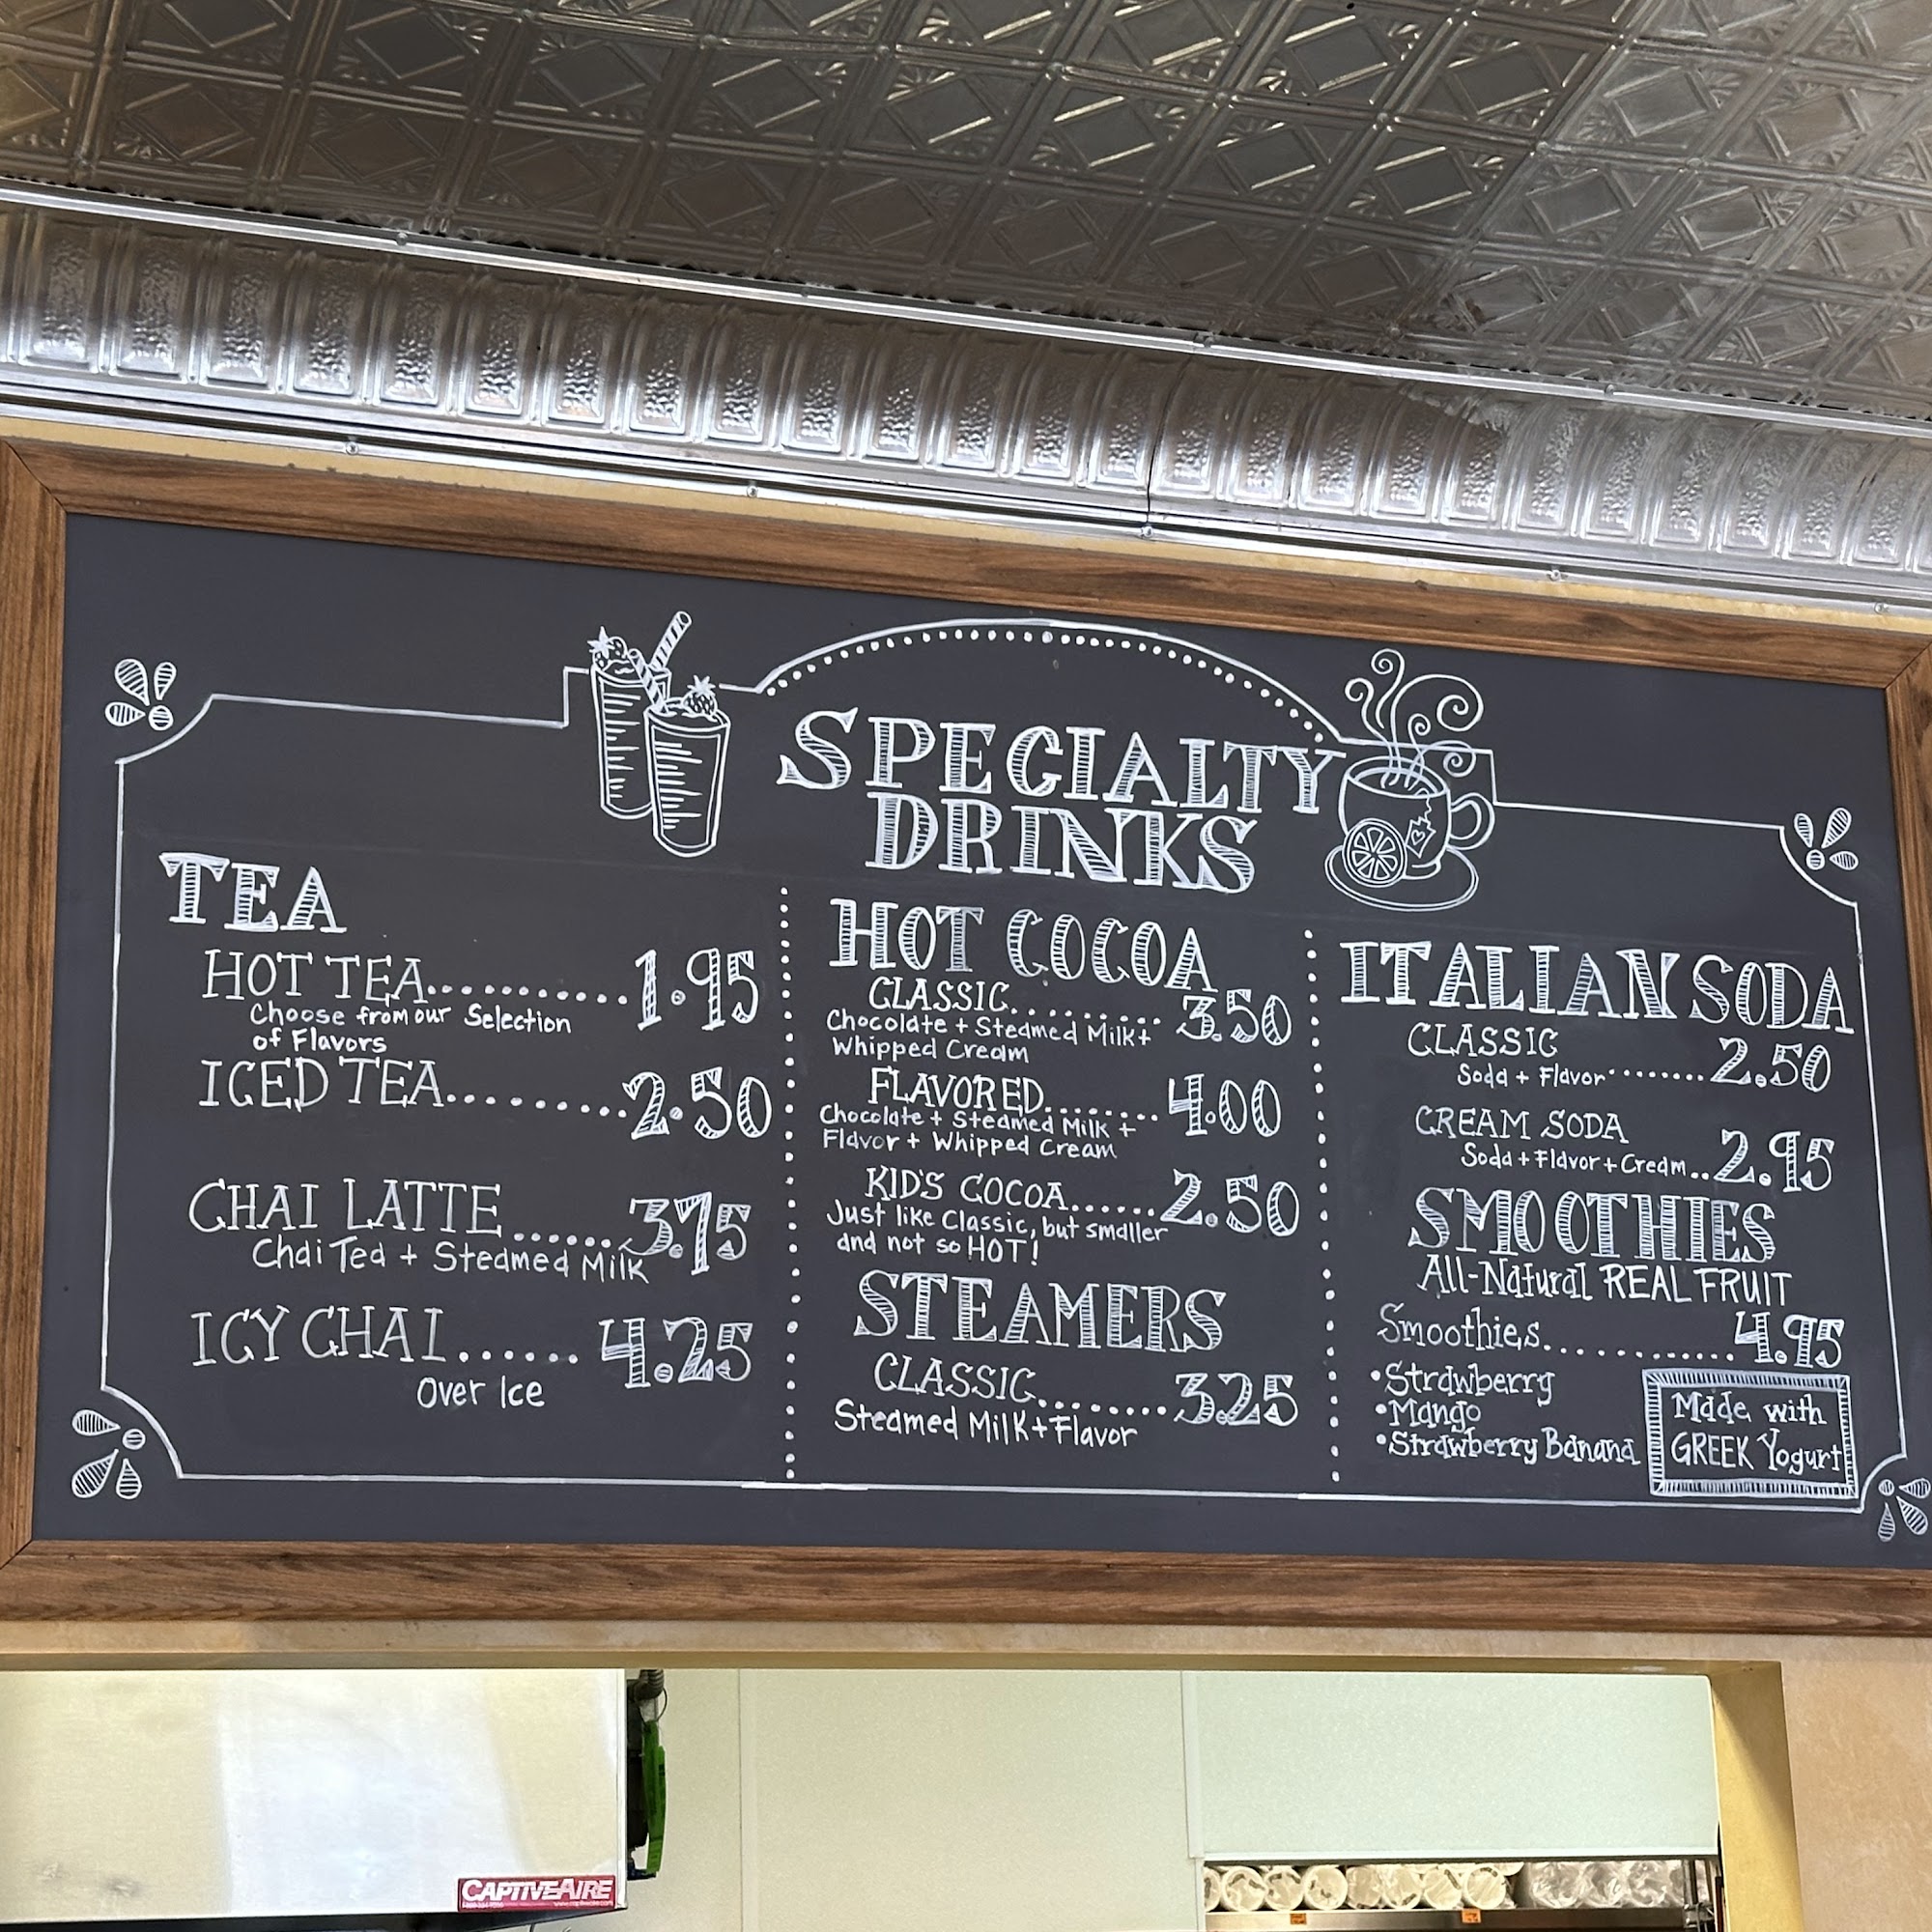 SPECIALTY
DRINKS
TEA
HOT TEA............1.95
Choose from our Selection
of Flavors
ICED TEA..........2.50
CHAI LATTE......3.75
Chai Tea + Steamed Milk
ICY CHAI......4.25
Over Ice
HOT COCOA
CLASSIC.........3.50
Chocolate + Steamed Milk +
Whipped Cream
FLAVORED........4.00
Chocolate + Steamed Milk +
Flavor + Whipped Cream
KID'S COCOA......2.50
Just like Classic, but smaller
and not so HOT!
STEAMERS
CLASSIC........3.25
Steamed Milk + Flavor
ITALIAN SODA
CLASSIC
Soda + Flavor........2.50
CREAM SODA
Soda + Flavor + Cream..2.95
SMOOTHIES
All-Natural REAL FRUIT
Smoothies............4.95
•Strawberry
•Mango
•Strawberry Banana
Made with
GREEK Yogurt
CAPTIVEAIRE